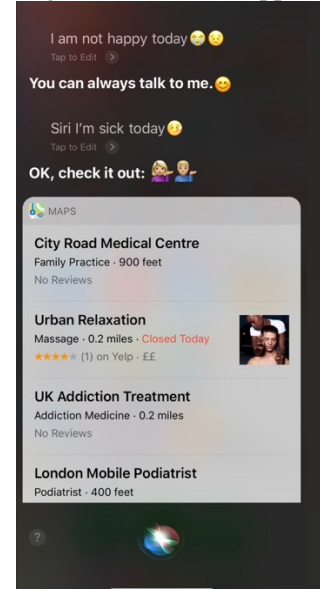 I am not happy today😭😟
Tap to Edit >
You can always talk to me.😊
Siri I'm sick today🤒
Tap to Edit >
OK, check it out: 💁🏼‍♀️💁🏼‍♂️
MAPS
City Road Medical Centre
Family Practice · 900 feet
No Reviews
Urban Relaxation
Massage · 0.2 miles · Closed Today
★★★★★ (1) on Yelp · ££
UK Addiction Treatment
Addiction Medicine · 0.2 miles
No Reviews
London Mobile Podiatrist
Podiatrist · 400 feet
?